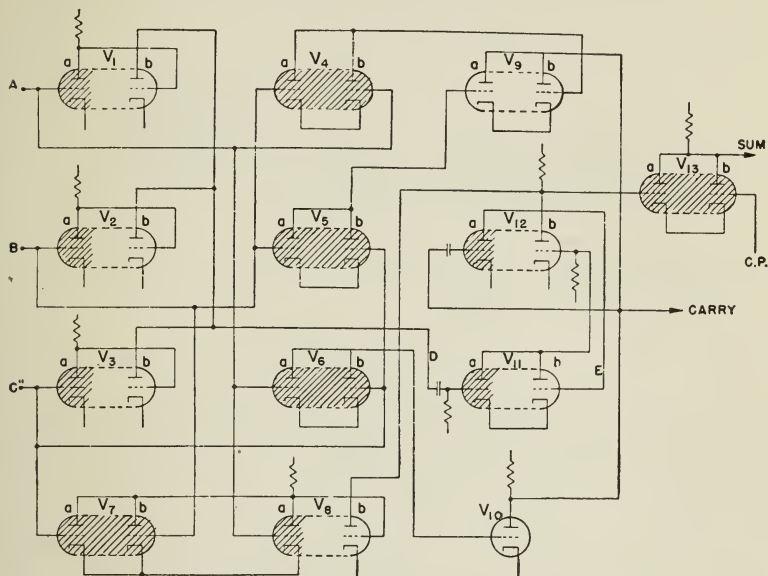 a V1 b
a V4 b
a V9 b
A
SUM
a V13 b
a V2 b
a V5 b
a V12 b
B
C.P.
CARRY
a V3 b
a V6 b
D
a V11 h
E
C"
a V7 b
a V8 b
V10